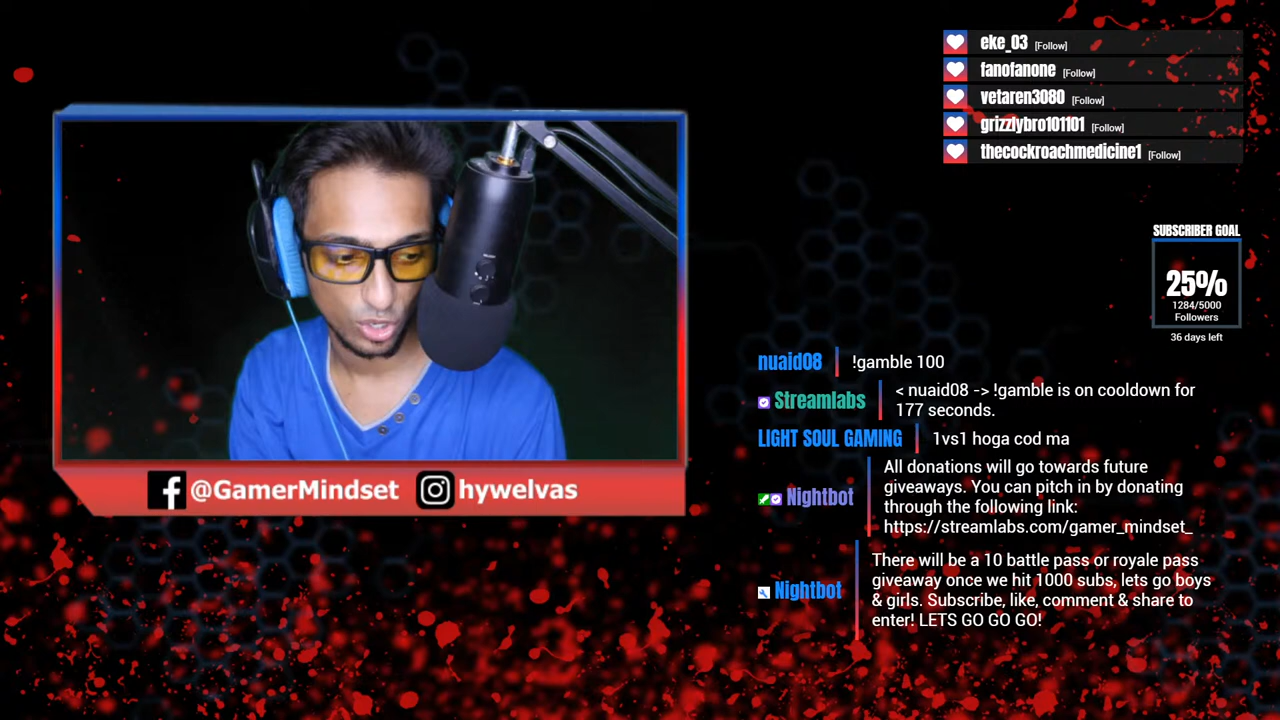 eke_03 [Follow]
fanofanone [Follow]
vetaren3080 [Follow]
grizzlybro101101 [Follow]
thecockroachmedicine1 [Follow]
SUBSCRIBER GOAL
25%
1284/5000
Followers
36 days left
nuaid08 !gamble 100
Streamlabs < nuaid08 -> !gamble is on cooldown for
177 seconds.
LIGHT SOUL GAMING 1vs1 hoga cod ma
All donations will go towards future
giveaways. You can pitch in by donating
Nightbot through the following link:
https://streamlabs.com/gamer_mindset_
There will be a 10 battle pass or royale pass
giveaway once we hit 1000 subs, lets go boys
Nightbot & girls. Subscribe, like, comment & share to
enter! LETS GO GO GO!
@GamerMindset hywelvas